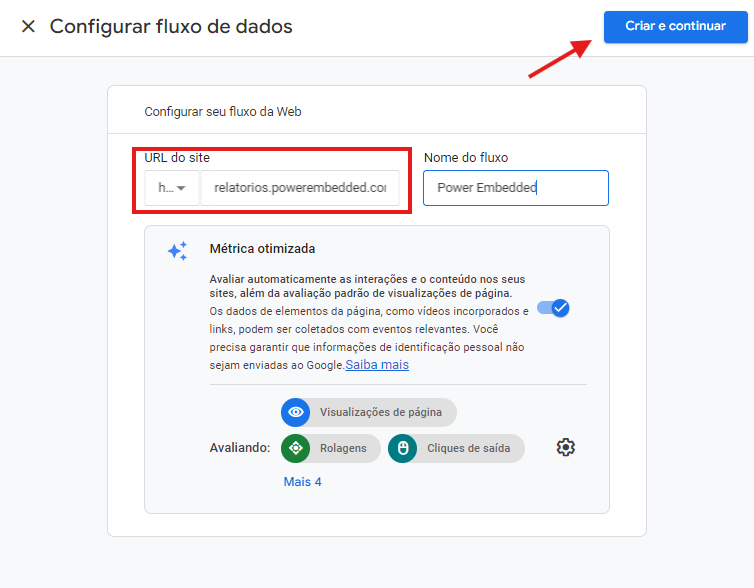 Configurar fluxo de dados
Criar e continuar
Configurar seu fluxo da Web
URL do site
Nome do fluxo
h...
relatorios.powerembedded.co
Power Embedded
Métrica otimizada
Avaliar automaticamente as interações e o conteúdo nos seus
sites, além da avaliação padrão de visualizações de página.
Os dados de elementos da página, como vídeos incorporados e
links, podem ser coletados com eventos relevantes. Você
precisa garantir que informações de identificação pessoal não
sejam enviadas ao Google.Saiba mais
Visualizações de página
Avaliando:
Rolagens
Cliques de saída
Mais 4